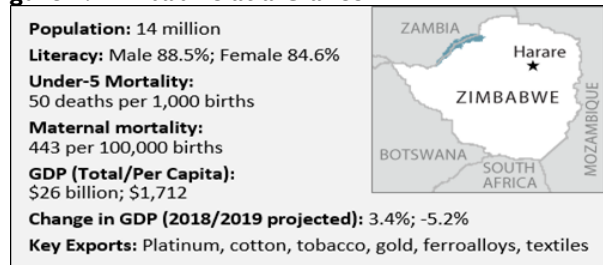 Population: 14 million
Literacy: Male 88.5%; Female 84.6%
Under-5 Mortality:
50 deaths per 1,000 births
Maternal mortality:
443 per 100,000 births
GDP (Total/Per Capita):
$26 billion; $1,712
Change in GDP (2018/2019 projected): 3.4%; -5.2%
Key Exports: Platinum, cotton, tobacco, gold, ferroalloys, textiles
ZAMBIA
Harare
ZIMBABWE
MOZAMBIQUE
BOTSWANA
SOUTH
AFRICA